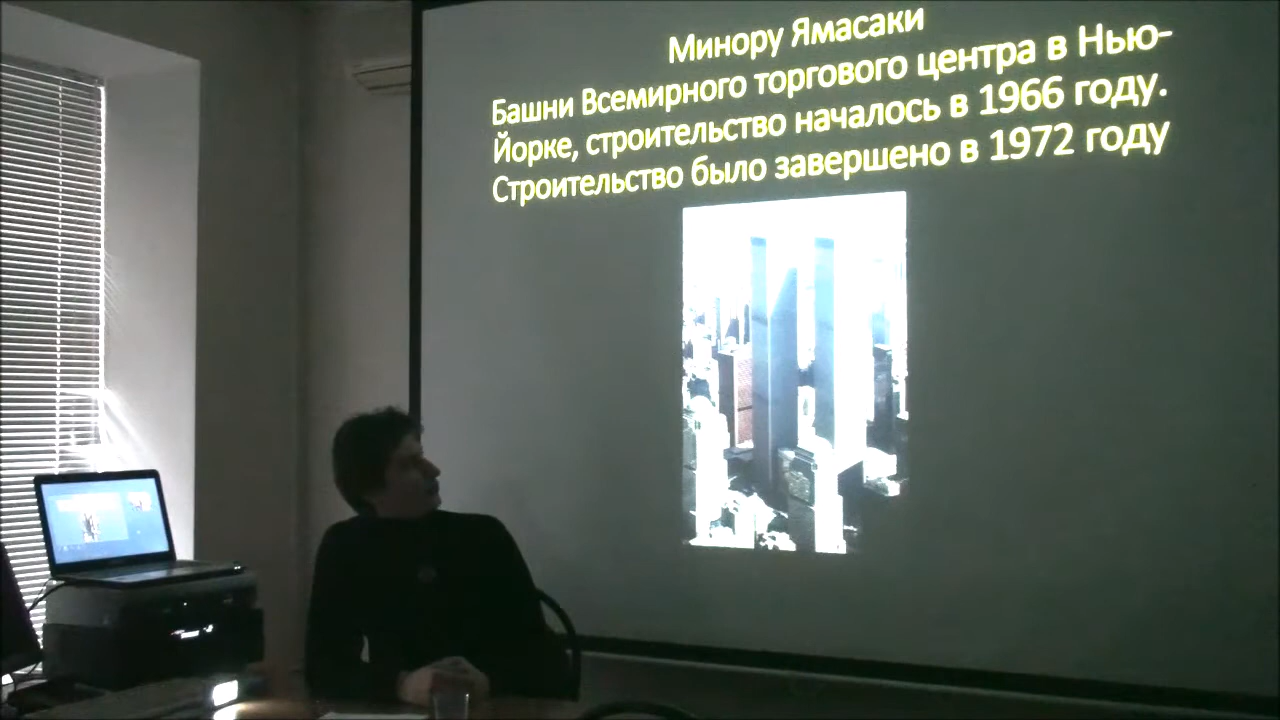 Минору Ямасаки
Башни Всемирного торгового центра в Нью-
Йорке, строительство началось в 1966 году.
Строительство было завершено в 1972 году